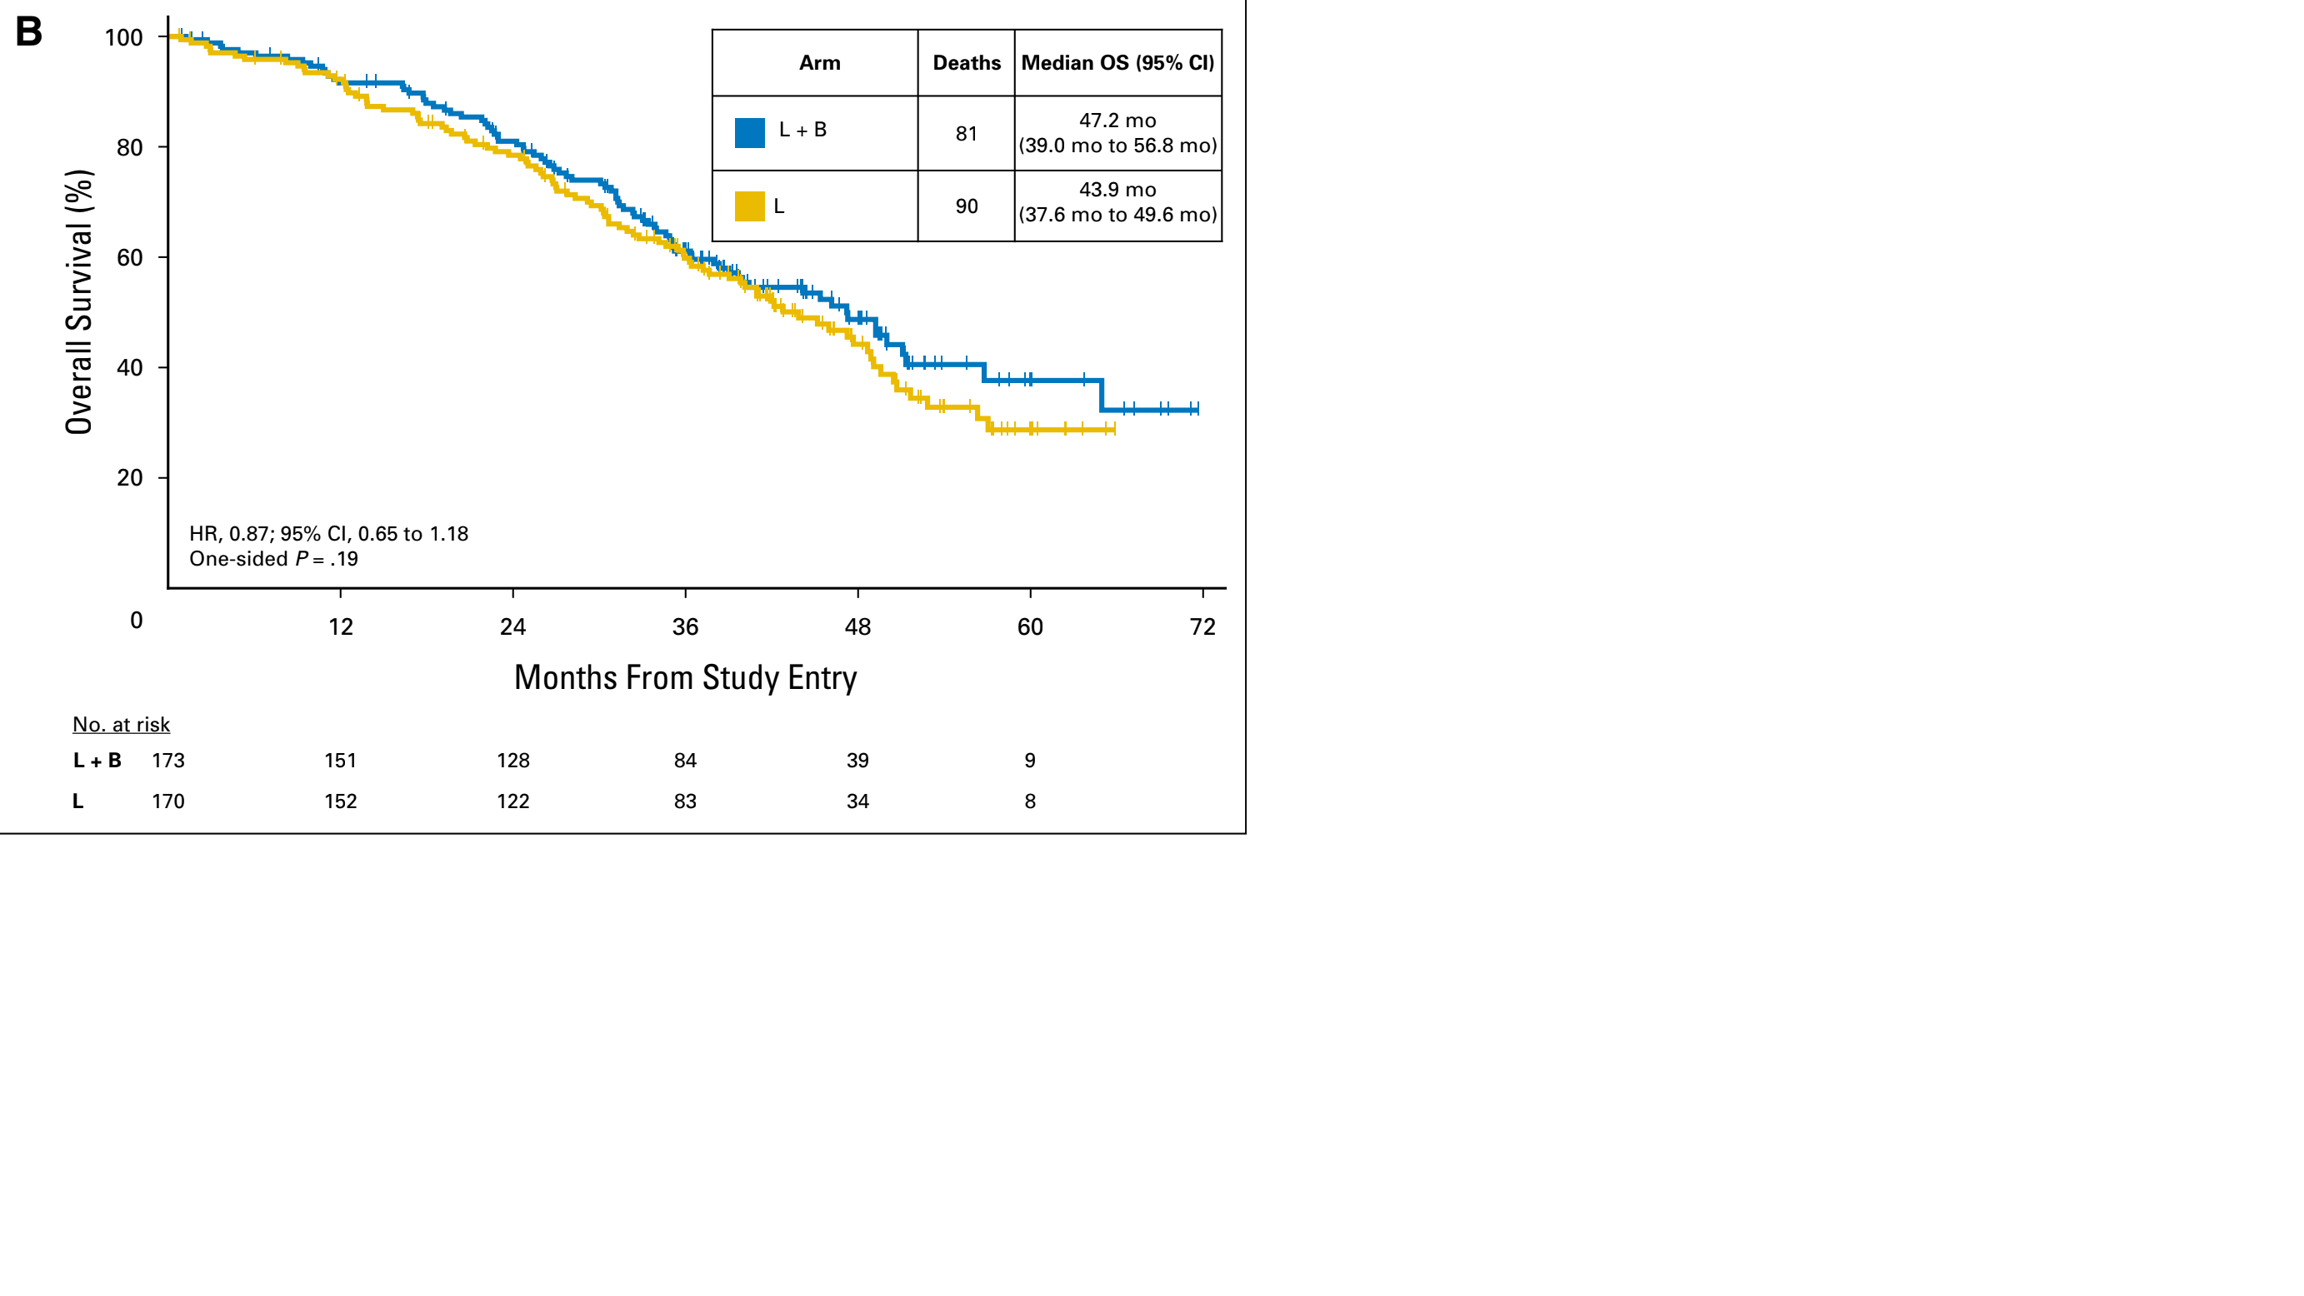 B
Overall Survival (%)
100
80
60
40
20
0
Arm Deaths Median OS (95% CI)
L + B 81 47.2 mo
(39.0 mo to 56.8 mo)
L 90 43.9 mo
(37.6 mo to 49.6 mo)
HR, 0.87; 95% CI, 0.65 to 1.18
One-sided P = .19
12 24 36 48 60 72
Months From Study Entry
No. at risk
L + B 173 151 128 84 39 9
L 170 152 122 83 34 8